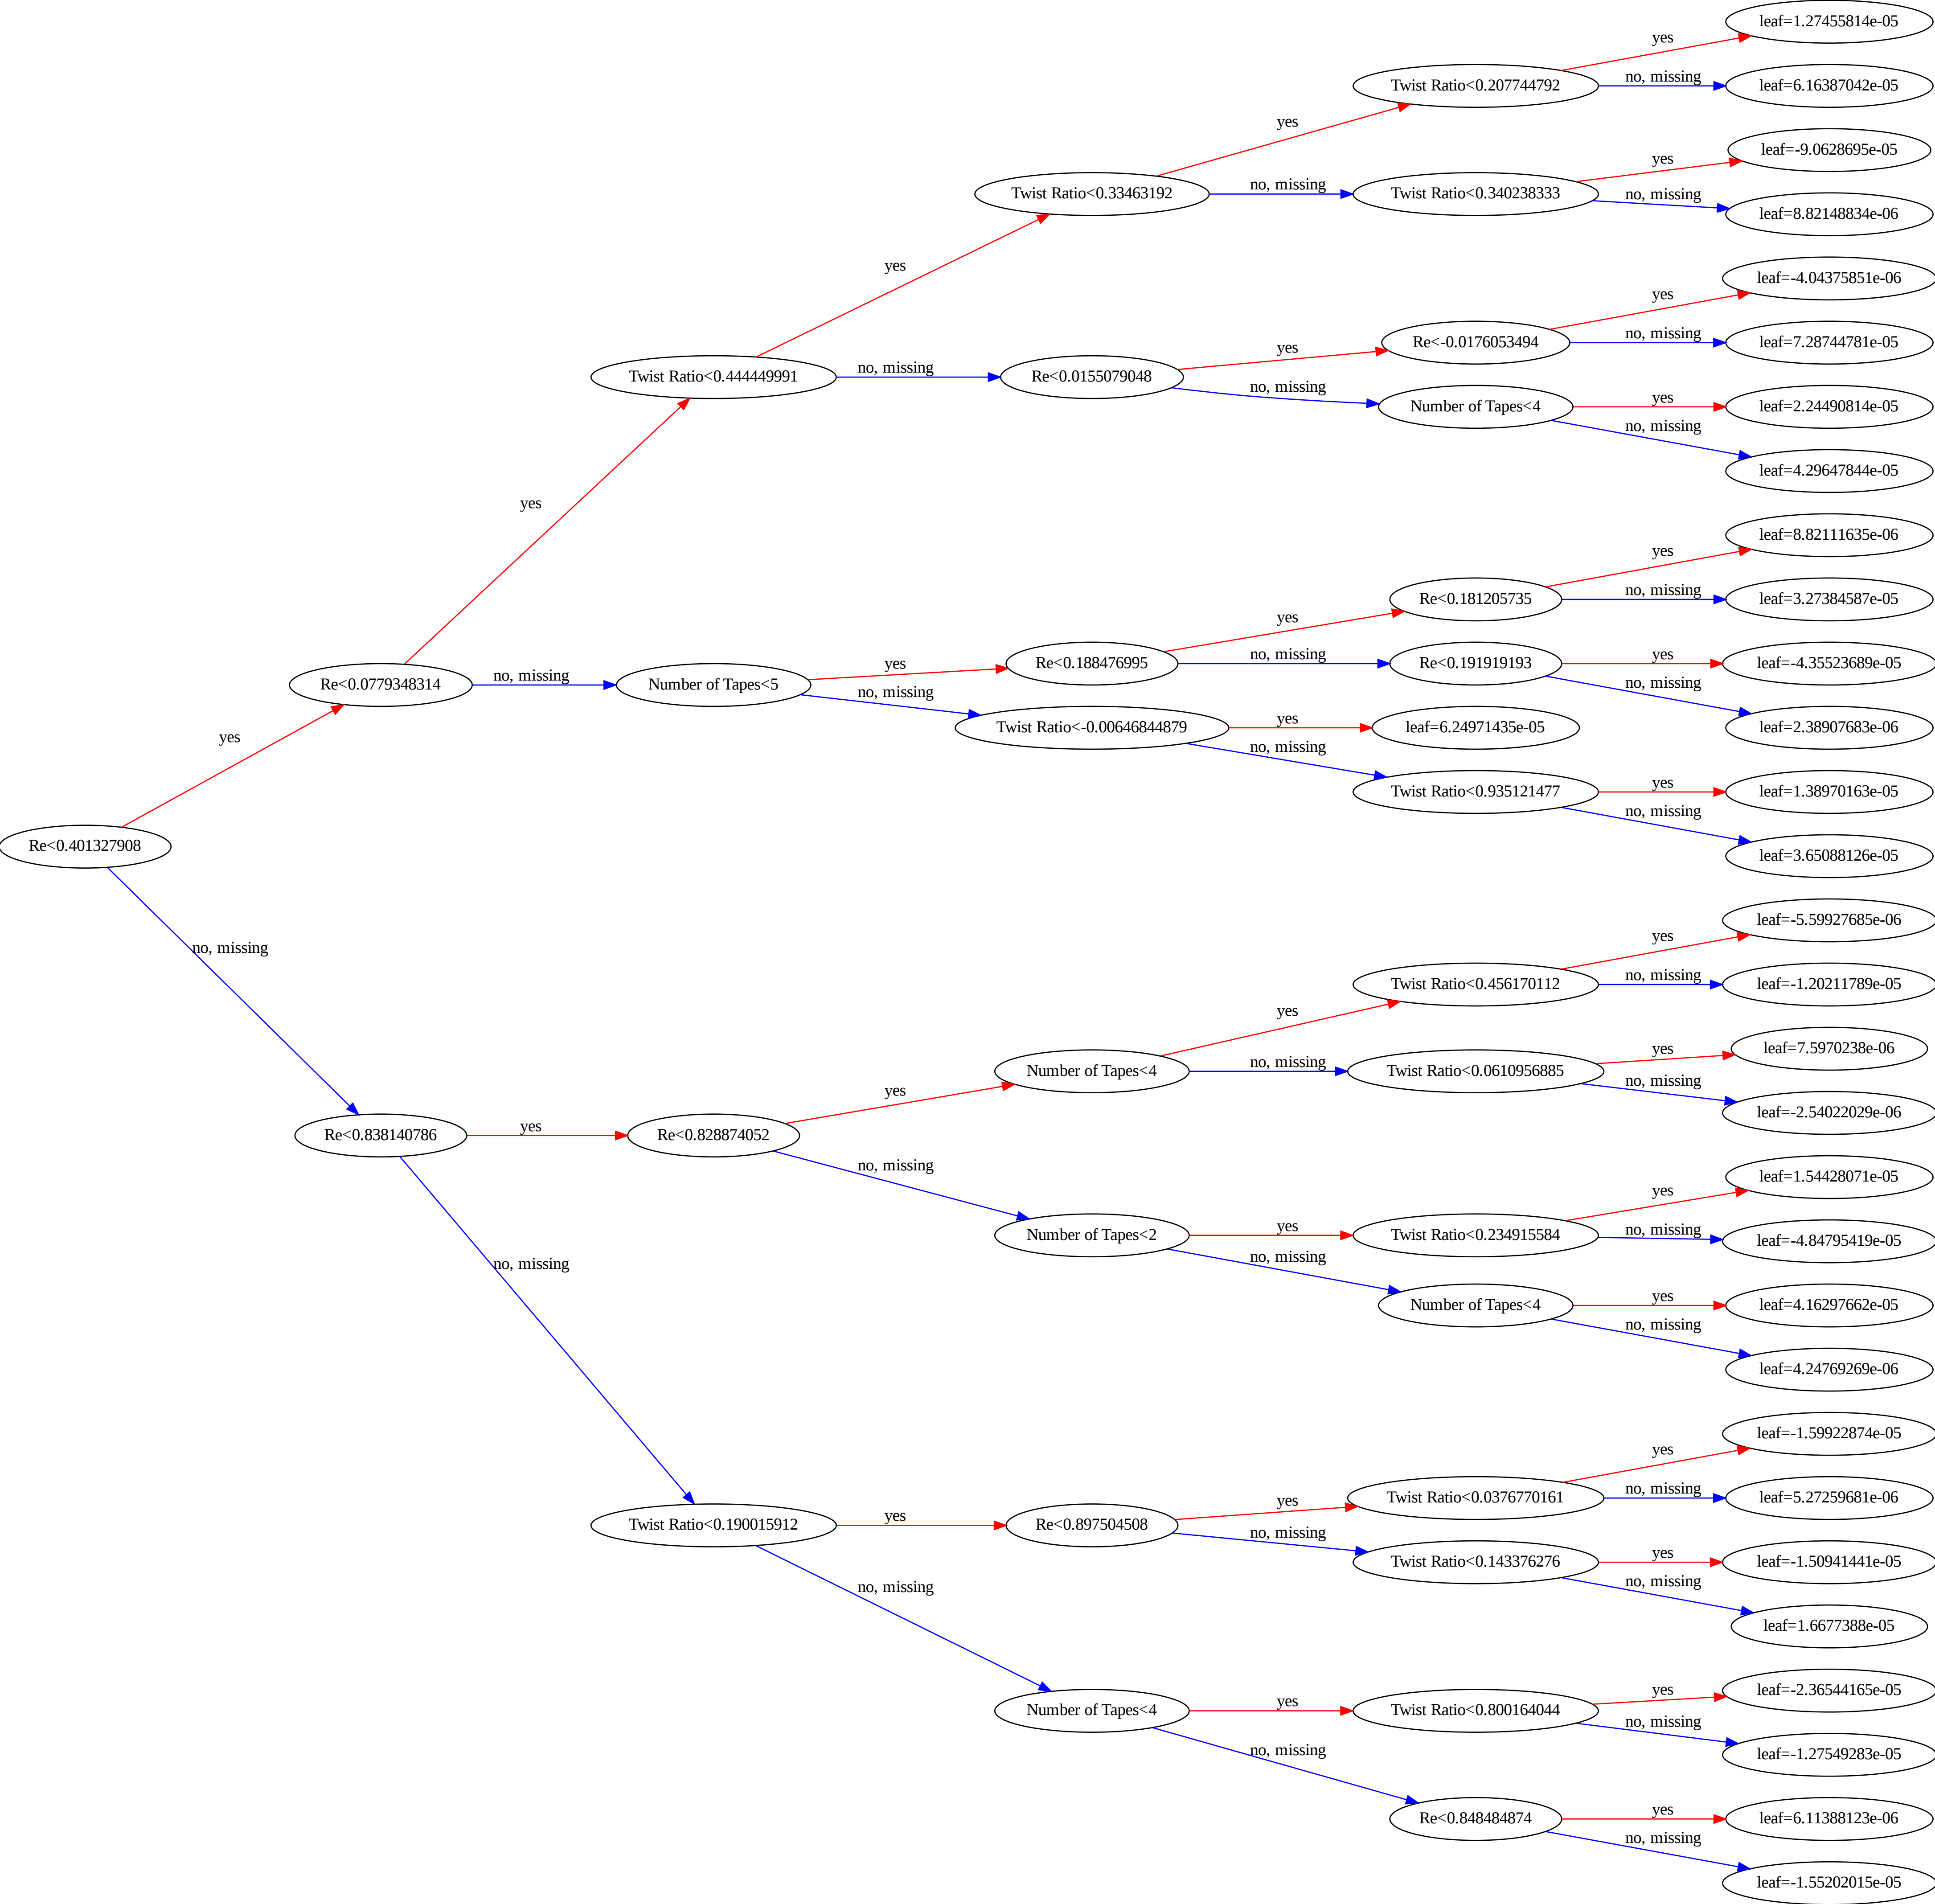 leaf=1.27455814e-05
yes
Twist Ratio<0.207744792
no, missing
leaf=6.16387042e-05
yes
leaf=-9.0628695e-05
yes
Twist Ratio<0.33463192
no, missing
Twist Ratio<0.340238333
no, missing
leaf=8.82148834e-06
yes
leaf=-4.04375851e-06
yes
Re<-0.0176053494
no, missing
leaf=7.28744781e-05
yes
Twist Ratio<0.444449991
no, missing
Re<0.0155079048
no, missing
Number of Tapes<4
yes
leaf=2.24490814e-05
no, missing
leaf=4.29647844e-05
yes
leaf=8.82111635e-06
yes
Re<0.181205735
no, missing
leaf=3.27384587e-05
yes
Re<0.188476995
no, missing
Re<0.191919193
yes
leaf=-4.35523689e-05
yes
Re<0.0779348314
no, missing
Number of Tapes<5
no, missing
no, missing
leaf=2.38907683e-06
Twist Ratio<-0.00646844879
yes
leaf=6.24971435e-05
yes
no, missing
Twist Ratio<0.935121477
yes
leaf=1.38970163e-05
no, missing
Re<0.401327908
leaf=3.65088126e-05
no, missing
leaf=-5.59927685e-06
yes
Twist Ratio<0.456170112
no, missing
leaf=-1.20211789e-05
yes
yes
leaf=7.5970238e-06
Number of Tapes<4
no, missing
Twist Ratio<0.0610956885
yes
no, missing
leaf=-2.54022029e-06
Re<0.838140786
yes
Re<0.828874052
no, missing
leaf=1.54428071e-05
yes
Number of Tapes<2
yes
Twist Ratio<0.234915584
no, missing
leaf=-4.84795419e-05
no, missing
no, missing
Number of Tapes<4
yes
leaf=4.16297662e-05
no, missing
leaf=4.24769269e-06
leaf=-1.59922874e-05
yes
Twist Ratio<0.0376770161
no, missing
leaf=5.27259681e-06
yes
Twist Ratio<0.190015912
yes
Re<0.897504508
no, missing
Twist Ratio<0.143376276
yes
leaf=-1.50941441e-05
no, missing
no, missing
leaf=1.6677388e-05
leaf=-2.36544165e-05
yes
Number of Tapes<4
yes
Twist Ratio<0.800164044
no, missing
leaf=-1.27549283e-05
no, missing
Re<0.848484874
yes
leaf=6.11388123e-06
no, missing
leaf=-1.55202015e-05